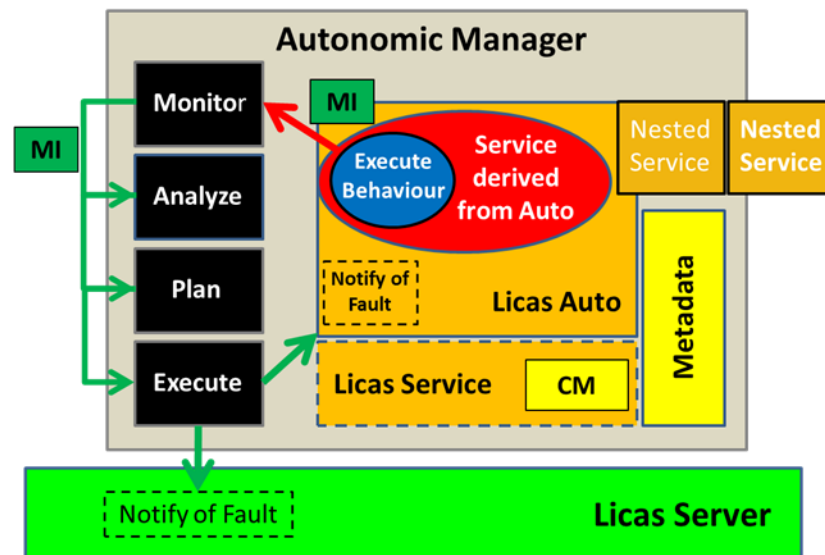 Autonomic Manager
Monitor
MI
MI
Analyze
Plan
Execute
Execute
Behaviour
Service
derived
from Auto
Nested
Service
Nested
Service
Notify of
Fault
Licas Auto
Licas Service
CM
Metadata
Notify of Fault
Licas Server